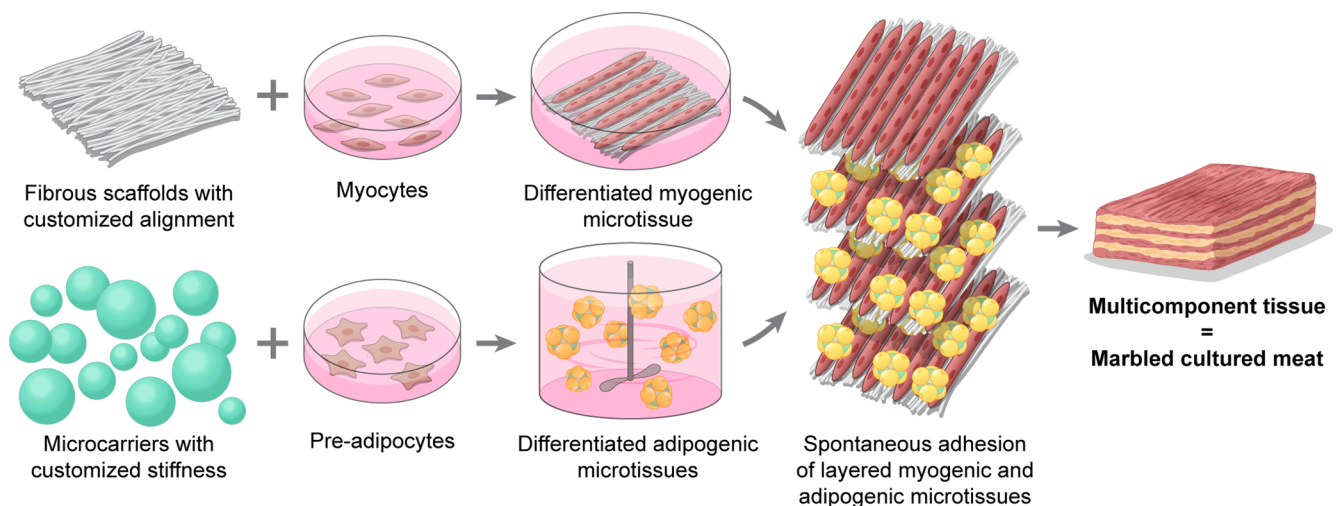 Fibrous scaffolds with
customized alignment
Myocytes
Differentiated myogenic
microtissue
Microcarriers with
customized stiffness
Pre-adipocytes
Differentiated adipogenic
microtissues
Spontaneous adhesion
of layered myogenic and
adipogenic microtissues
Multicomponent tissue
=
Marbled cultured meat